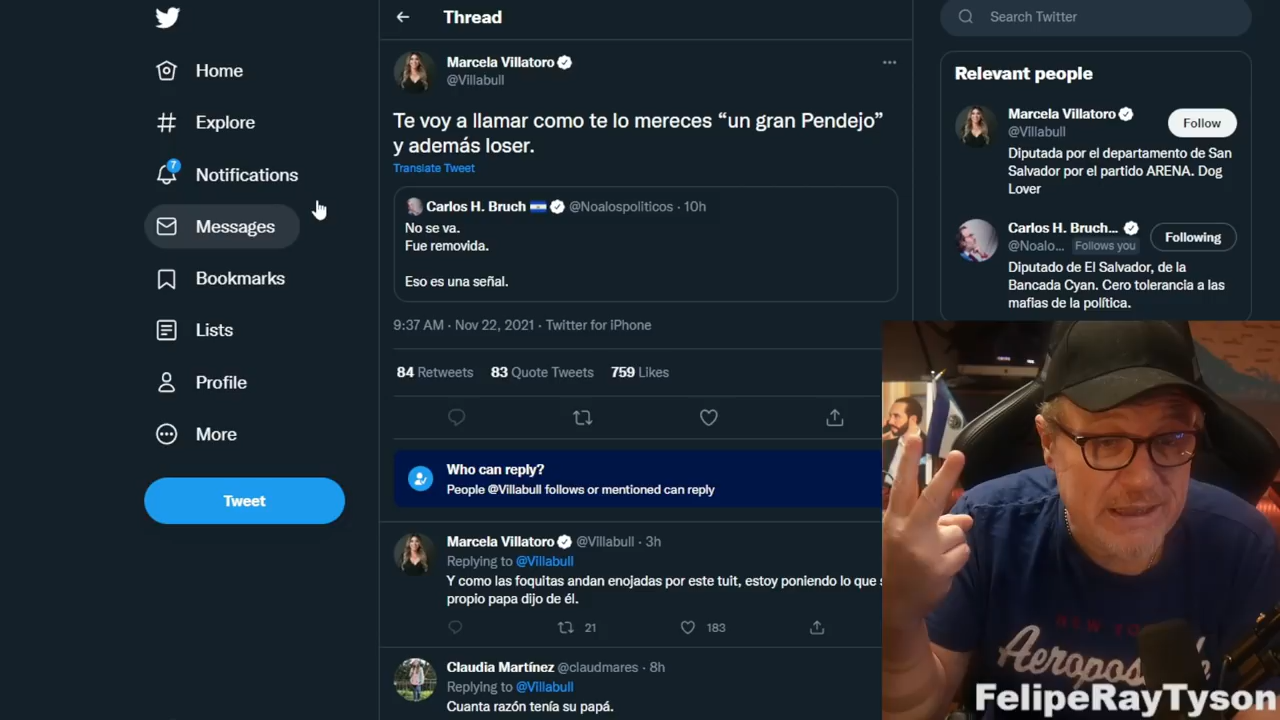 Thread
Search Twitter
Home
Explore
7
Notifications
Messages
Bookmarks
Lists
Profile
More
Tweet
Marcela Villatoro
@Villabull
Te voy a llamar como te lo mereces “un gran Pendejo”
y además loser.
Translate Tweet
Carlos H. Bruch @Noalospoliticos · 10h
No se va.
Fue removida.
Eso es una señal.
9:37 AM · Nov 22, 2021 · Twitter for iPhone
84 Retweets 83 Quote Tweets 759 Likes
Who can reply?
People @Villabull follows or mentioned can reply
Marcela Villatoro @Villabull · 3h
Replying to @Villabull
Y como las foquitas andan enojadas por este tuit, estoy poniendo lo que
propio papa dijo de él.
21 183
Claudia Martínez @claudmares · 8h
Replying to @Villabull
Cuanta razón tenía su papá.
Relevant people
Marcela Villatoro
@Villabull
Follow
Diputada por el departamento de San
Salvador por el partido ARENA. Dog
Lover
Carlos H. Bruch...
@Noalo... Follows you
Following
Diputado de El Salvador, de la
Bancada Cyan. Cero tolerancia a las
mafias de la política.
NEW YO
Aeropos
FelipeRayTyson